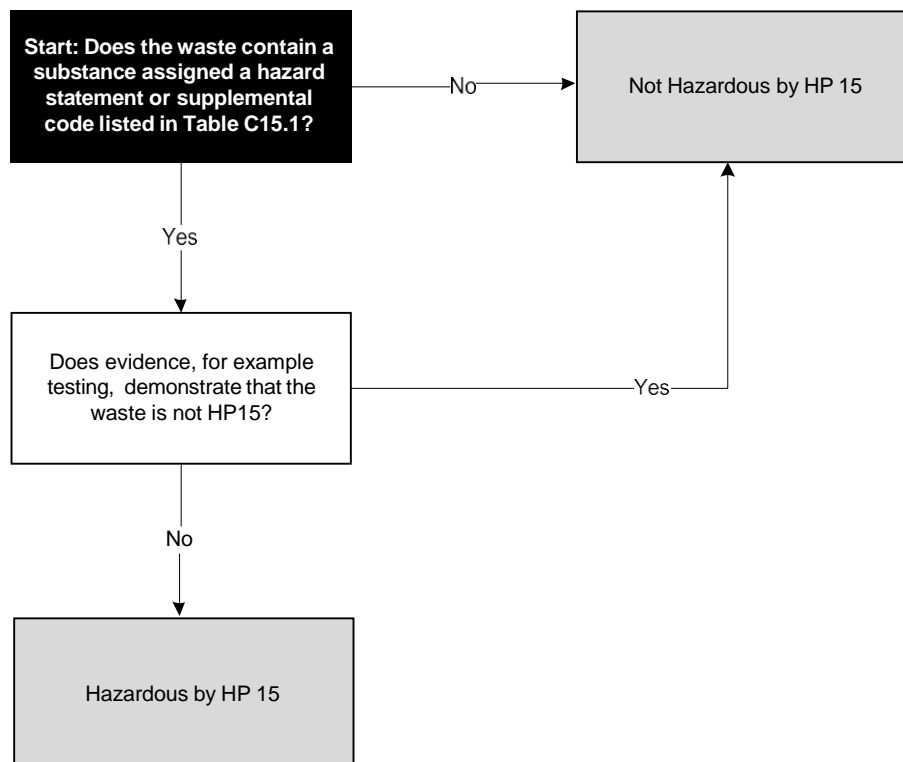 Start: Does the waste contain a
substance assigned a hazard
statement or supplemental
code listed in Table C15.1?
No
Not Hazardous by HP 15
Yes
Does evidence, for example
testing, demonstrate that the
waste is not HP15?
Yes
No
Hazardous by HP 15